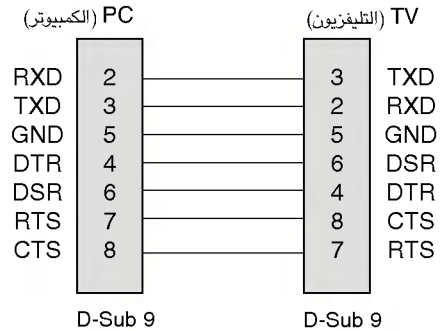 PC (الكمبيوتر) TV (التليفزيون)
RXD 2 3 TXD
TXD 3 2 RXD
GND 5 5 GND
DTR 4 6 DSR
DSR 6 4 DTR
RTS 7 8 CTS
CTS 8 7 RTS
D-Sub 9 D-Sub 9